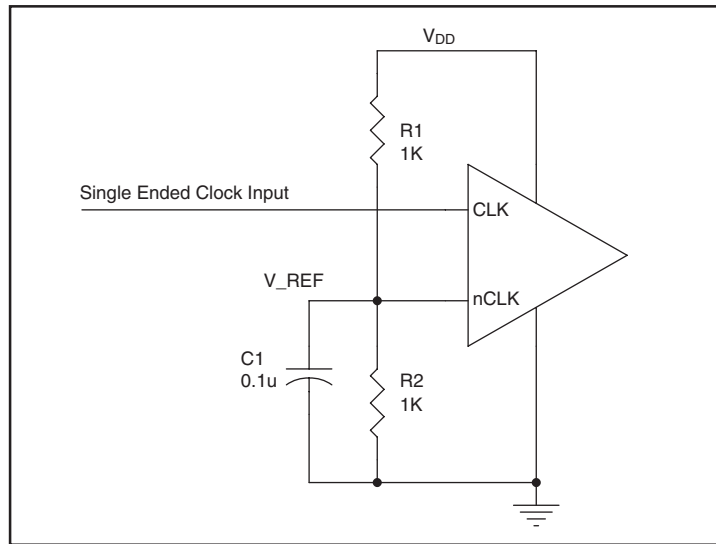 VDD
R1
1K
Single Ended Clock Input
CLK
V_REF
nCLK
C1
0.1u
R2
1K